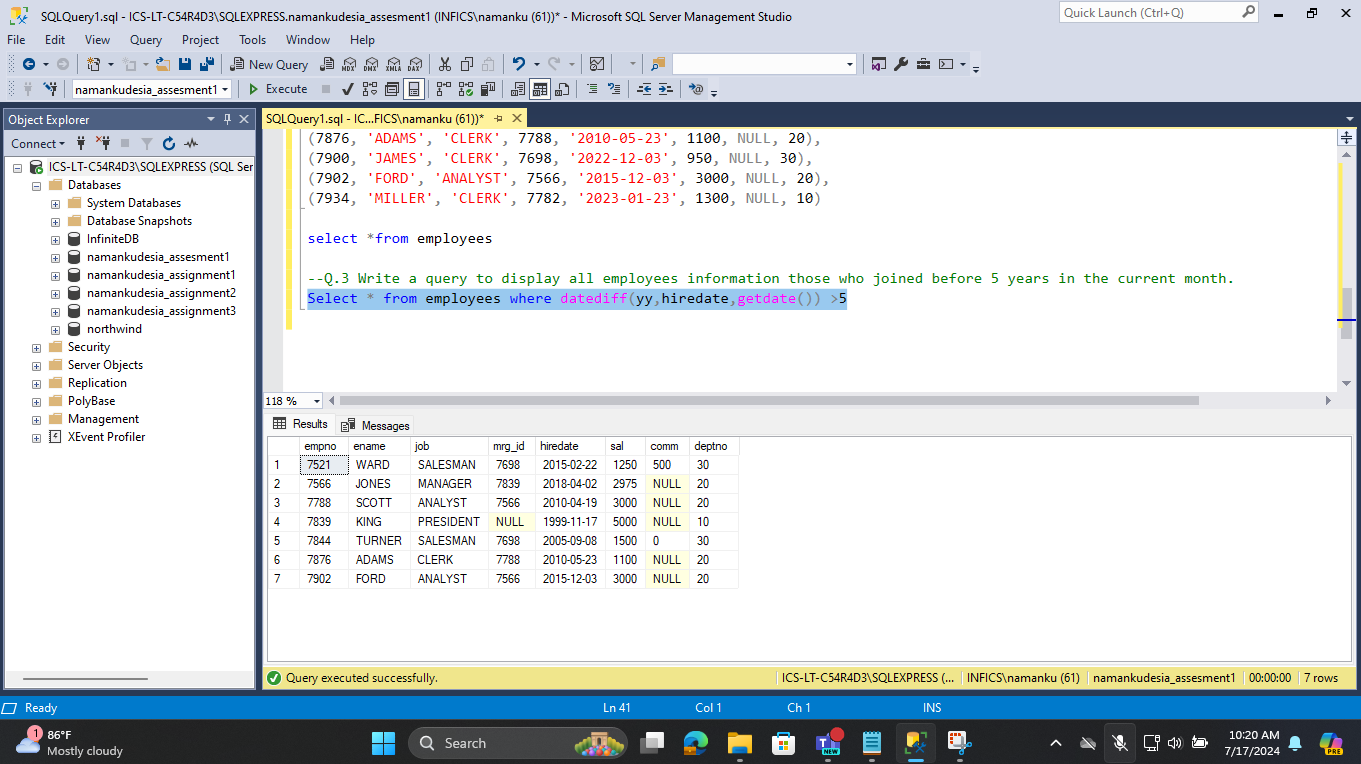 SQLQuery1.sql - ICS-LT-C54R4D3\SQLEXPRESS.namankudesia_assesment1 (INFICS\namanku (61))* - Microsoft SQL Server Management Studio
Quick Launch (Ctrl+Q)
File Edit View Query Project Tools Window Help
New Query MDX DMX XMLA DAX
namankudesia_assesment1 Execute
Object Explorer
SQLQuery1.sql - IC...FICS\namanku (61))*
Connect
ICS-LT-C54R4D3\SQLEXPRESS (SQL Ser
Databases
System Databases
Database Snapshots
InfiniteDB
namankudesia_assesment1
namankudesia_assignment1
namankudesia_assignment2
namankudesia_assignment3
northwind
Security
Server Objects
Replication
PolyBase
Management
XEvent Profiler
(7876, 'ADAMS', 'CLERK', 7788, '2010-05-23', 1100, NULL, 20),
(7900, 'JAMES', 'CLERK', 7698, '2022-12-03', 950, NULL, 30),
(7902, 'FORD', 'ANALYST', 7566, '2015-12-03', 3000, NULL, 20),
(7934, 'MILLER', 'CLERK', 7782, '2023-01-23', 1300, NULL, 10)
select *from employees
--Q.3 Write a query to display all employees information those who joined before 5 years in the current month.
Select * from employees where datediff(yy,hiredate,getdate()) >5
118 %
Results Messages
empno ename job mrg_id hiredate sal comm deptno
1 7521 WARD SALESMAN 7698 2015-02-22 1250 500 30
2 7566 JONES MANAGER 7839 2018-04-02 2975 NULL 20
3 7788 SCOTT ANALYST 7566 2010-04-19 3000 NULL 20
4 7839 KING PRESIDENT NULL 1999-11-17 5000 NULL 10
5 7844 TURNER SALESMAN 7698 2005-09-08 1500 0 30
6 7876 ADAMS CLERK 7788 2010-05-23 1100 NULL 20
7 7902 FORD ANALYST 7566 2015-12-03 3000 NULL 20
Query executed successfully. ICS-LT-C54R4D3\SQLEXPRESS (... INFICS\namanku (61) namankudesia_assesment1 00:00:00 7 rows
Ready Ln 41 Col 1 Ch 1 INS
1 86°F
Mostly cloudy
Search
NEW
10:20 AM
7/17/2024
PRE